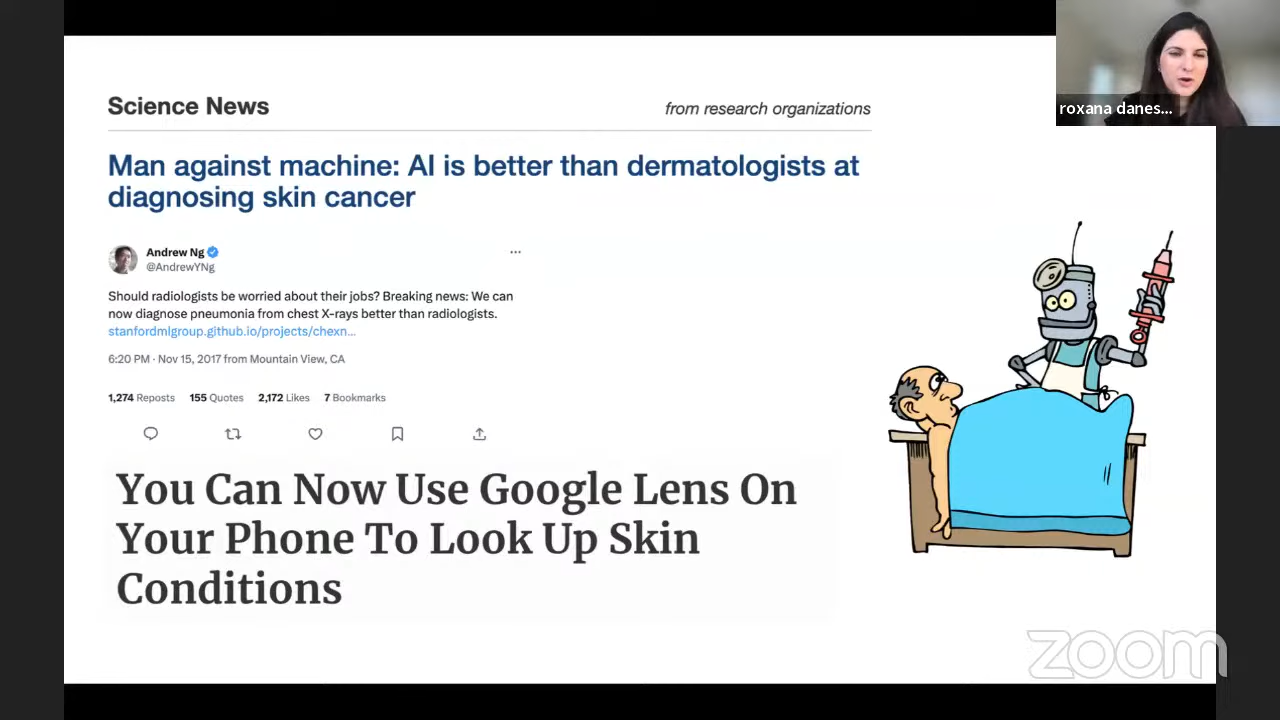 Science News
from research organizations
Man against machine: AI is better than dermatologists at
diagnosing skin cancer
Andrew Ng
@AndrewYNg
Should radiologists be worried about their jobs? Breaking news: We can
now diagnose pneumonia from chest X-rays better than radiologists.
stanfordmlgroup.github.io/projects/chexn...
6:20 PM · Nov 15, 2017 from Mountain View, CA
1,274 Reposts 155 Quotes 2,172 Likes 7 Bookmarks
You Can Now Use Google Lens On
Your Phone To Look Up Skin
Conditions
roxana danes...
zoom